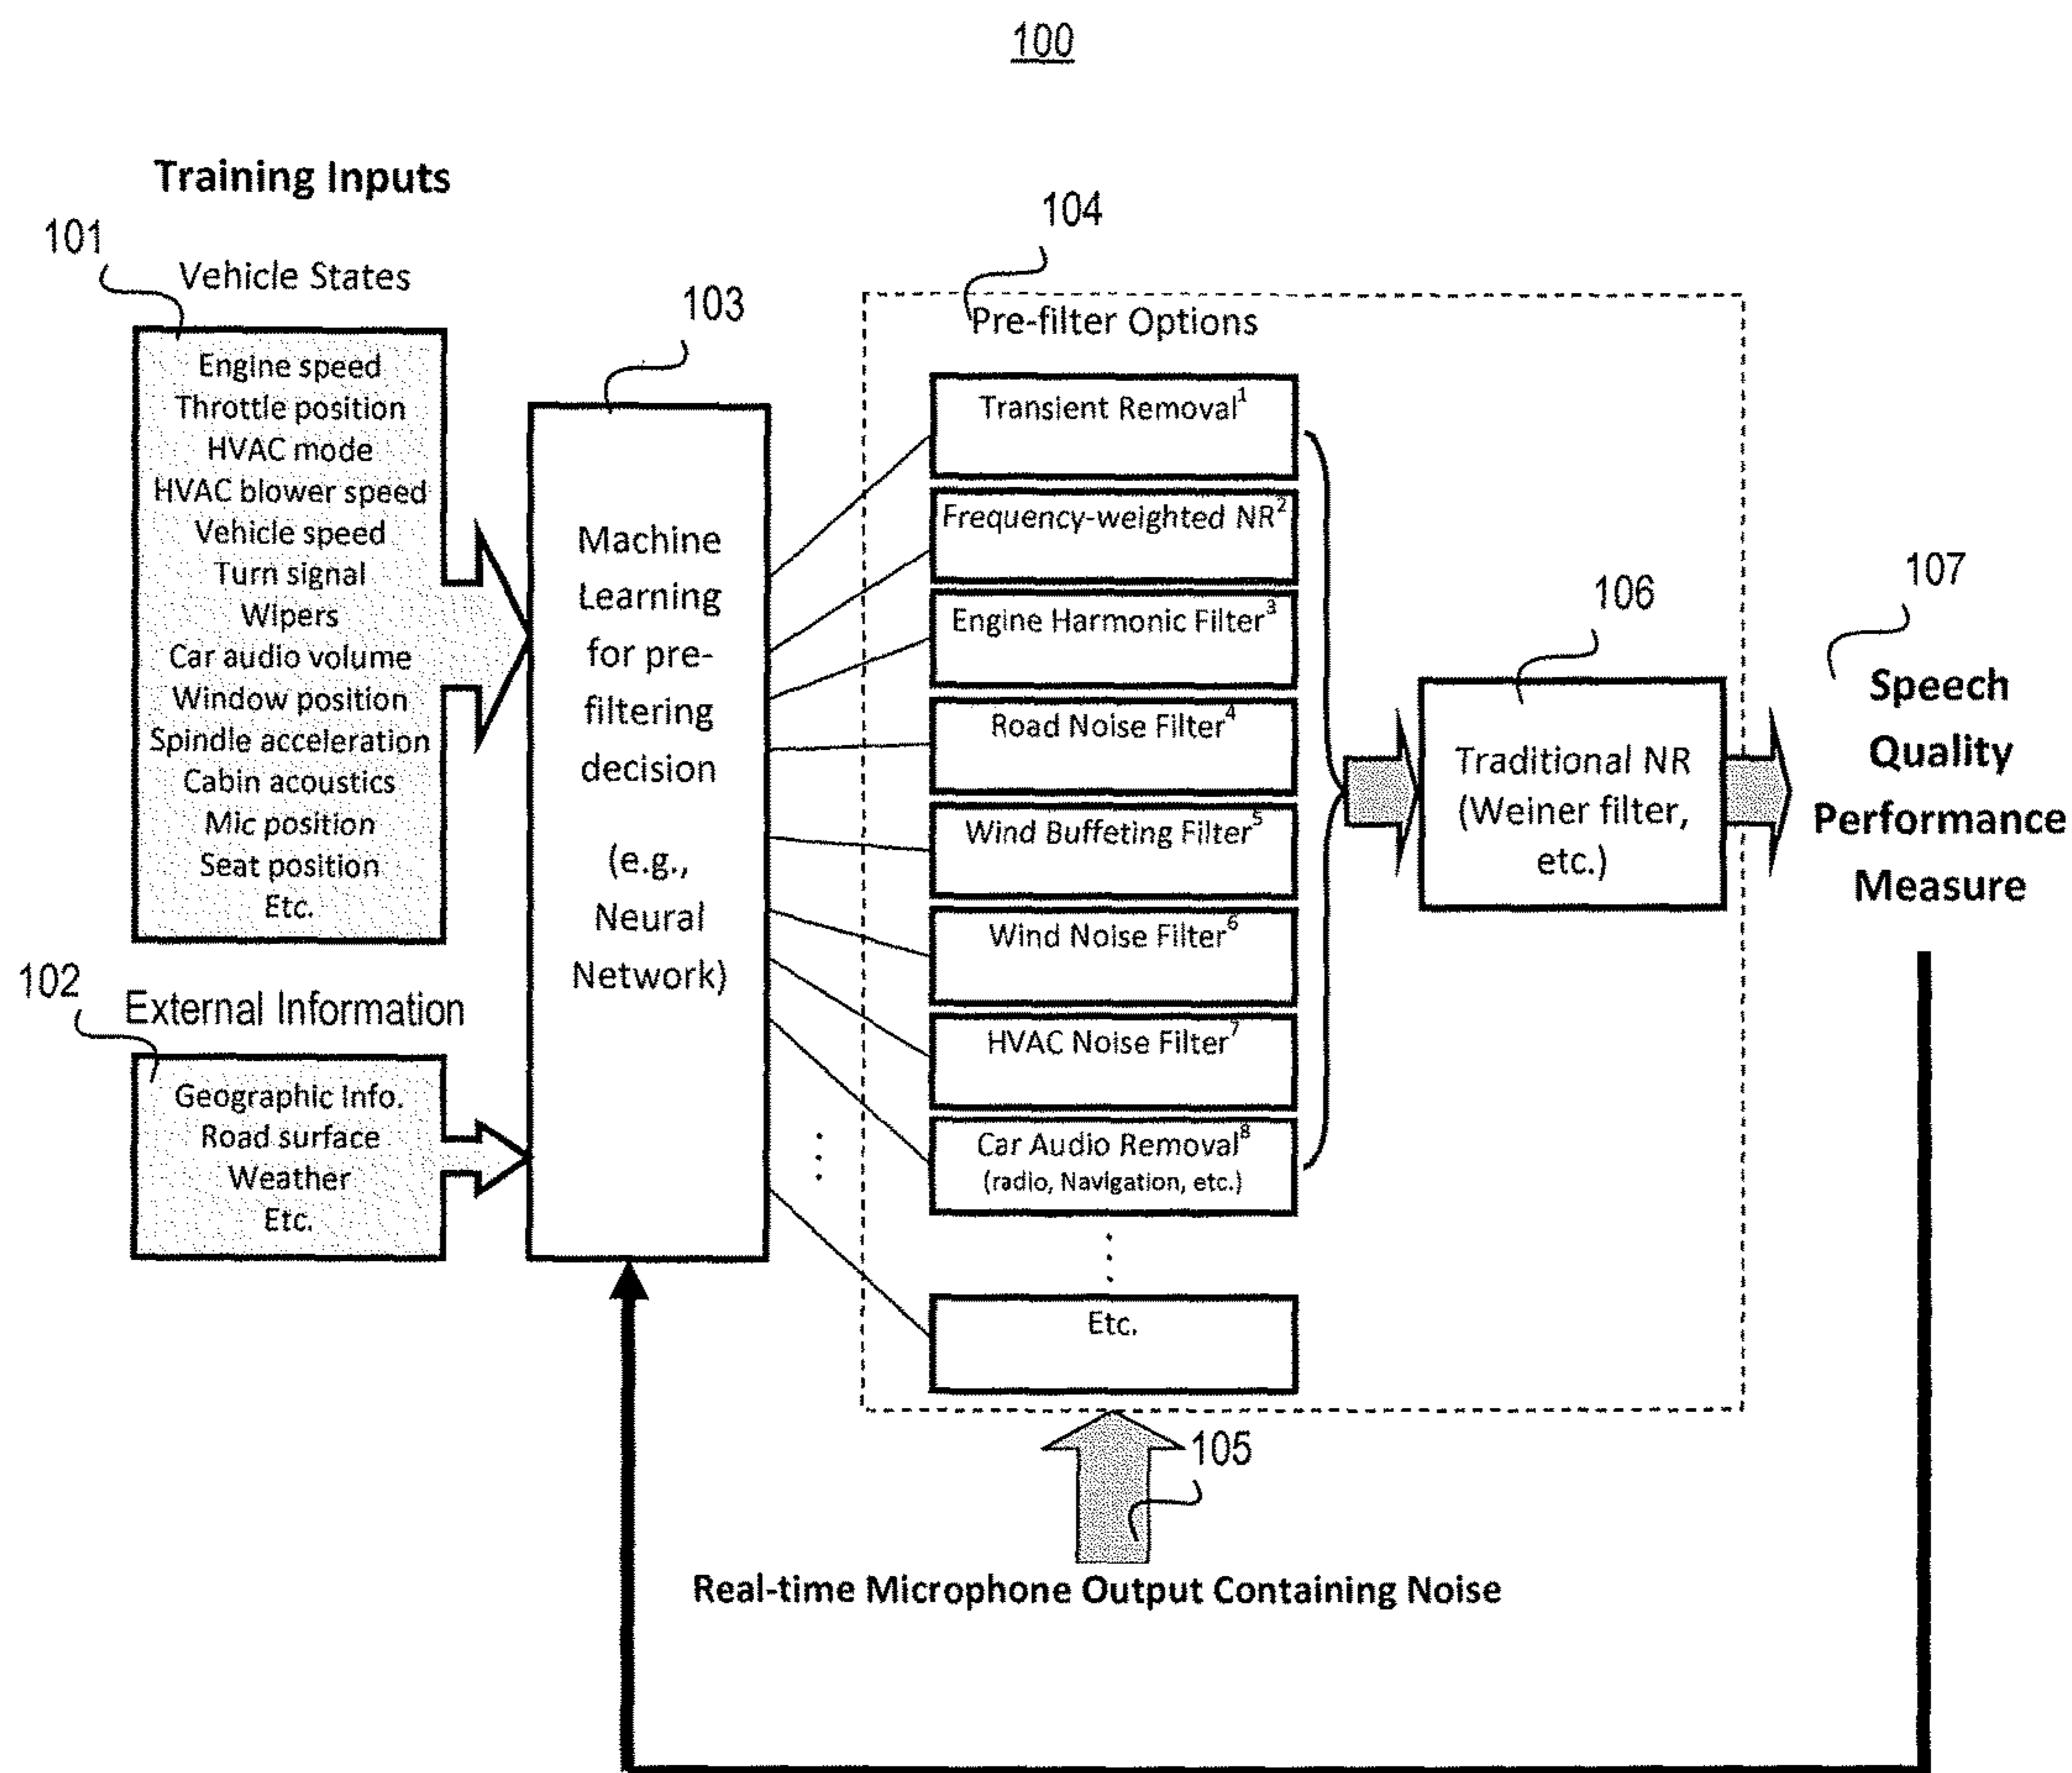 100
Training Inputs
101
Vehicle States
Engine speed
Throttle position
HVAC mode
HVAC blower speed
Vehicle speed
Turn signal
Wipers
Car audio volume
Window position
Spindle acceleration
Cabin acoustics
Mic position
Seat position
Etc.
102
External Information
Geographic Info.
Road surface
Weather
Etc.
103
Machine
Learning
for pre-
filtering
decision
(e.g.,
Neural
Network)
104
Pre-filter Options
Transient Removal¹
Frequency-weighted NR²
Engine Harmonic Filter³
Road Noise Filter⁴
Wind Buffeting Filter⁵
Wind Noise Filter⁶
HVAC Noise Filter⁷
Car Audio Removal⁸
(radio, Navigation, etc.)
Etc.
105
Real-time Microphone Output Containing Noise
106
Traditional NR
(Weiner filter,
etc.)
107
Speech
Quality
Performance
Measure